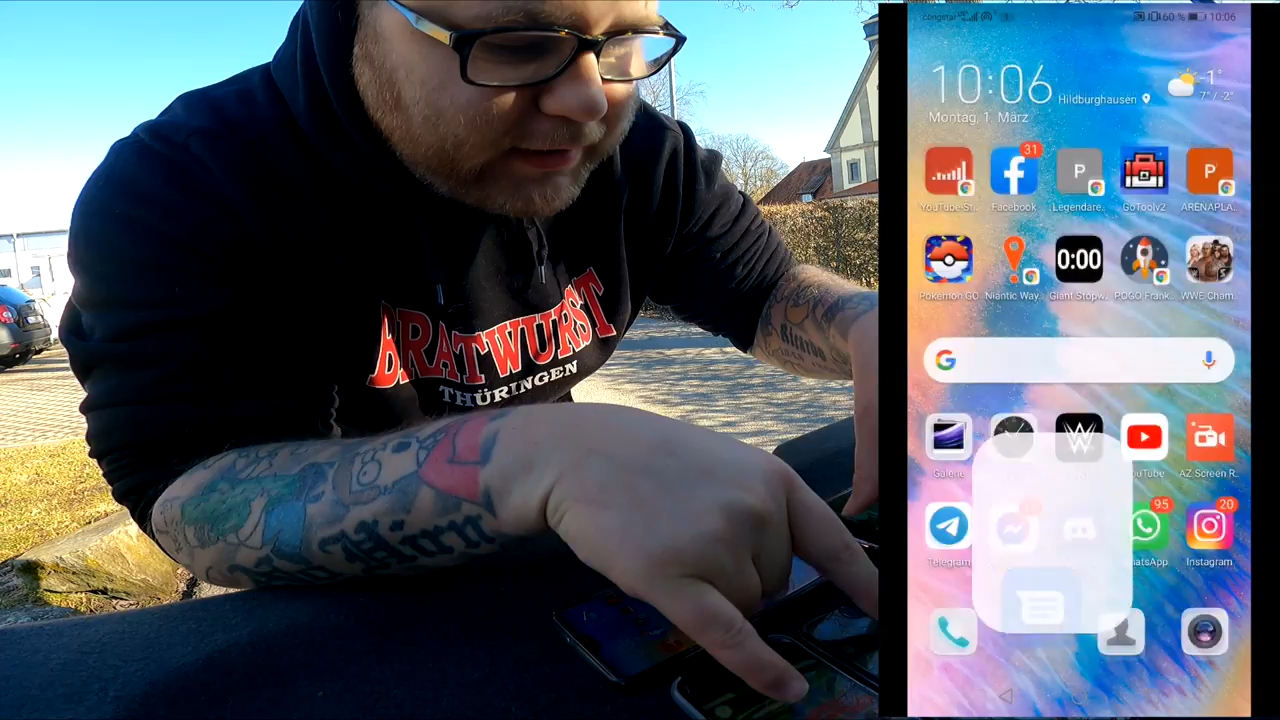 BRATWURST
THÜRINGEN
congstar
60 %
10:06
10:06
Hildburghausen
-1°
7° / -2°
Montag, 1. März
31
P
P
YouTube-St..
Facebook
Legendäre..
GoToolv2
ARENAPLA..
0:00
Pokémon GO
Niantic Way..
Giant Stopw..
POGO Frank..
WWE Cham..
G
W
Galerie
YouTube
AZ Screen R..
95
20
Telegram
WhatsApp
Instagram